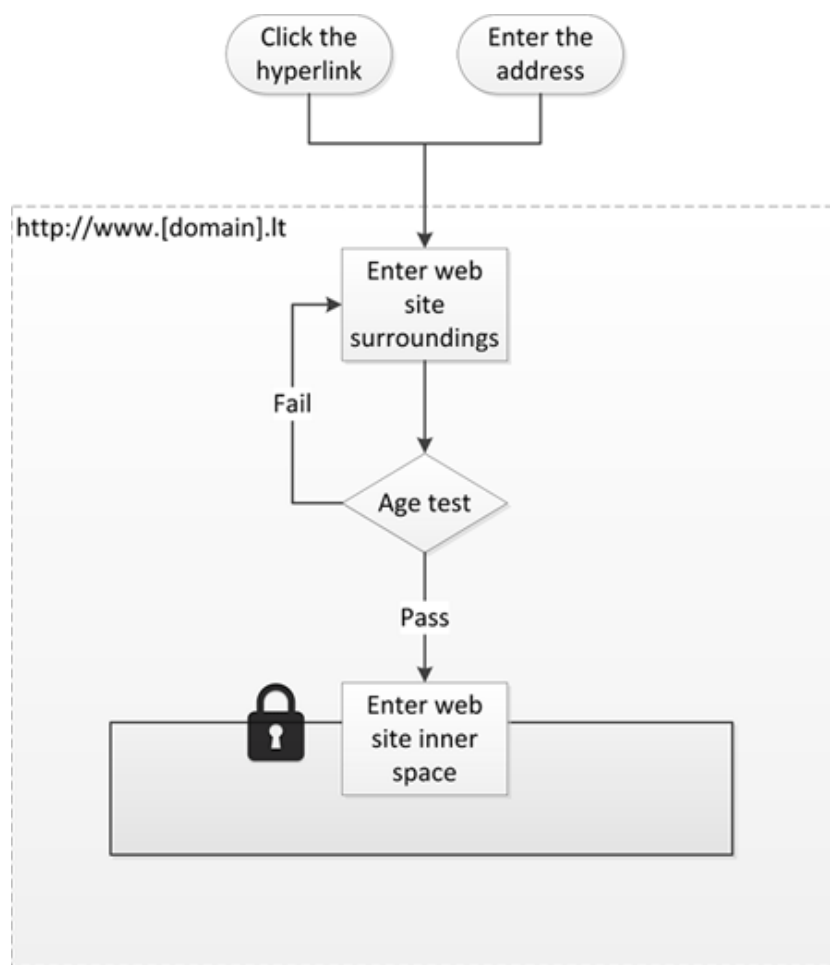 Click the
hyperlink
Enter the
address
http://www.[domain].lt
Enter web
site
surroundings
Fail
Age test
Pass
Enter web
site inner
space